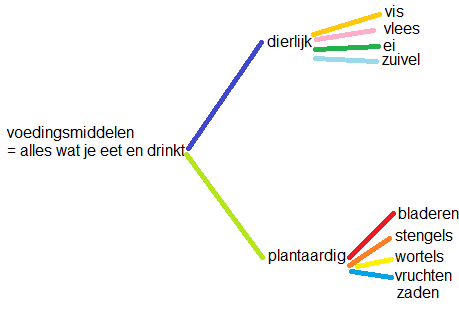 voedingsmiddelen
= alles wat je eet en drinkt
dierlijk
vis
vlees
ei
zuivel
plantaardig
bladeren
stengels
wortels
vruchten
zaden